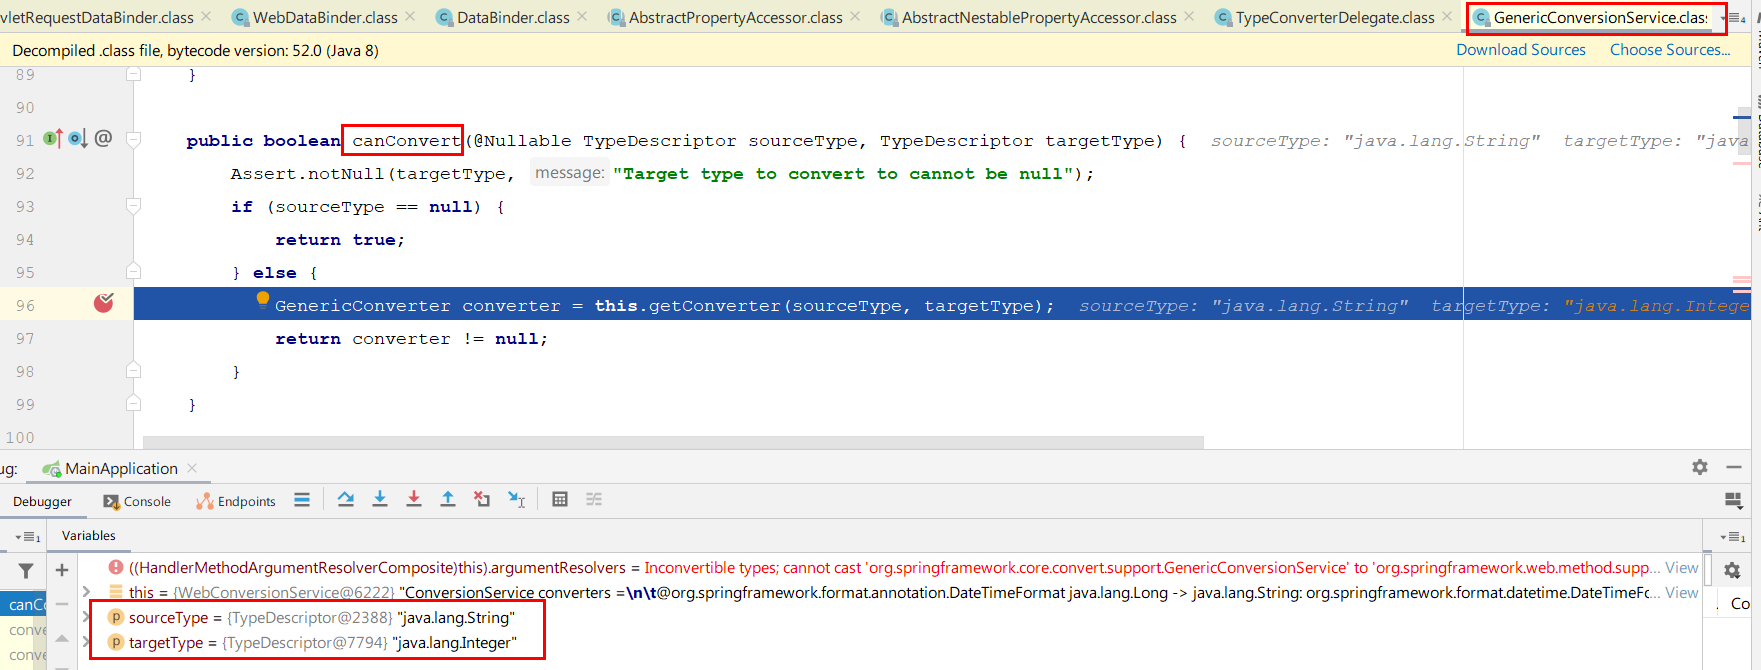 vletRequestDataBinder.class WebDataBinder.class DataBinder.class AbstractPropertyAccessor.class AbstractNestablePropertyAccessor.class TypeConverterDelegate.class GenericConversionService.class
Decompiled .class file, bytecode version: 52.0 (Java 8) Download Sources Choose Sources...
89 }
90
91 public boolean canConvert(@Nullable TypeDescriptor sourceType, TypeDescriptor targetType) { sourceType: "java.lang.String" targetType: "java
92 Assert.notNull(targetType, message: "Target type to convert to cannot be null");
93 if (sourceType == null) {
94 return true;
95 } else {
96 GenericConverter converter = this.getConverter(sourceType, targetType); sourceType: "java.lang.String" targetType: "java.lang.Intege
97 return converter != null;
98 }
99 }
100
ug: MainApplication
Debugger Console Endpoints
Variables
((HandlerMethodArgumentResolverComposite)this).argumentResolvers = Inconvertible types; cannot cast 'org.springframework.core.convert.support.GenericConversionService' to 'org.springframework.web.method.supp... View
this = {WebConversionService@6222} "ConversionService converters =\n\t@org.springframework.format.annotation.DateTimeFormat java.lang.Long -> java.lang.String: org.springframework.format.datetime.DateTimeFc... View
canCo sourceType = {TypeDescriptor@2388} "java.lang.String" Co
conve targetType = {TypeDescriptor@7794} "java.lang.Integer"
conve